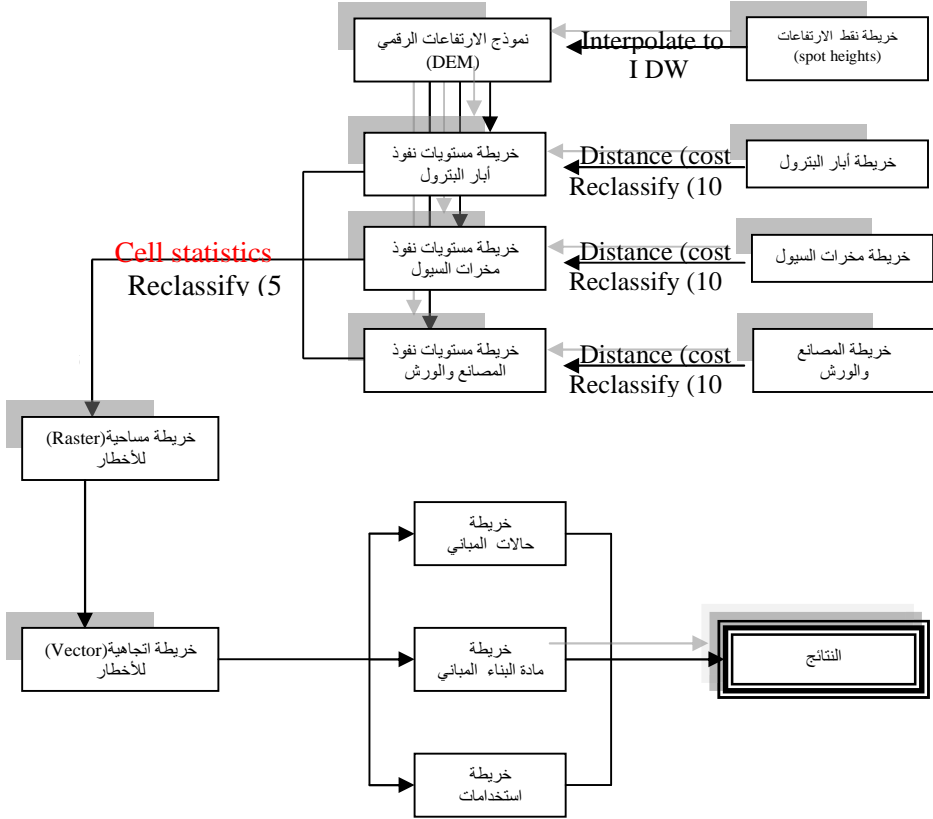 خريطة نقط الارتفاعات
(spot heights)
Interpolate to
I DW
نموذج الارتفاعات الرقمي
(DEM)
خريطة أبار البترول
Distance (cost
Reclassify (10
خريطة مستويات نفوذ
أبار البترول
خريطة مخرات السيول
Distance (cost
Reclassify (10
خريطة مستويات نفوذ
مخرات السيول
Cell statistics
Reclassify (5
خريطة المصانع
والورش
Distance (cost
Reclassify (10
خريطة مستويات نفوذ
المصانع والورش
خريطة مساحية(Raster)
للأخطار
خريطة اتجاهية(Vector)
للأخطار
خريطة
حالات المباني
خريطة
مادة البناء المباني
خريطة
استخدامات
النتائج